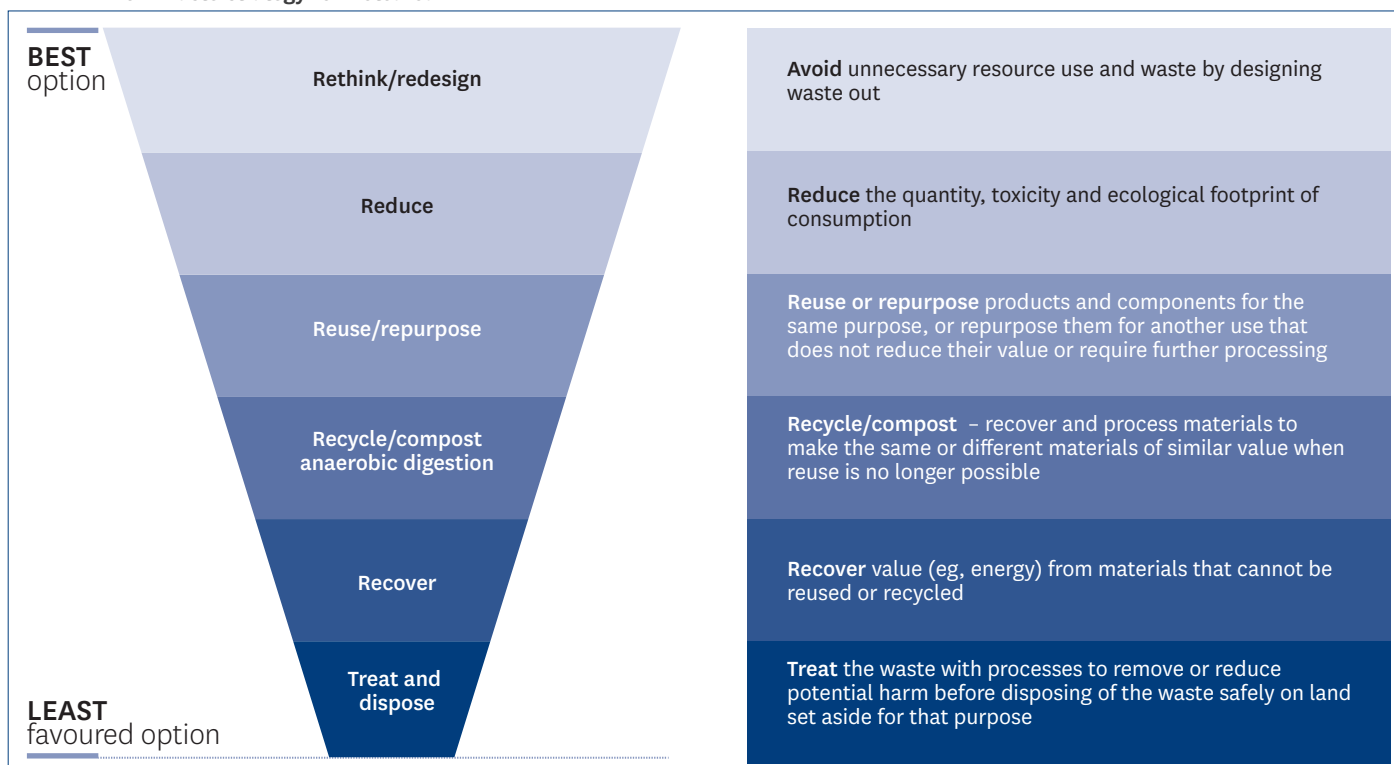 BEST
option
Rethink/redesign
Avoid unnecessary resource use and waste by designing
waste out
Reduce
Reduce the quantity, toxicity and ecological footprint of
consumption
Reuse/repurpose
Reuse or repurpose products and components for the
same purpose, or repurpose them for another use that
does not reduce their value or require further processing
Recycle/compost
anaerobic digestion
Recycle/compost – recover and process materials to
make the same or different materials of similar value when
reuse is no longer possible
Recover
Recover value (eg, energy) from materials that cannot be
reused or recycled
Treat and
dispose
Treat the waste with processes to remove or reduce
potential harm before disposing of the waste safely on land
set aside for that purpose
LEAST
favoured option